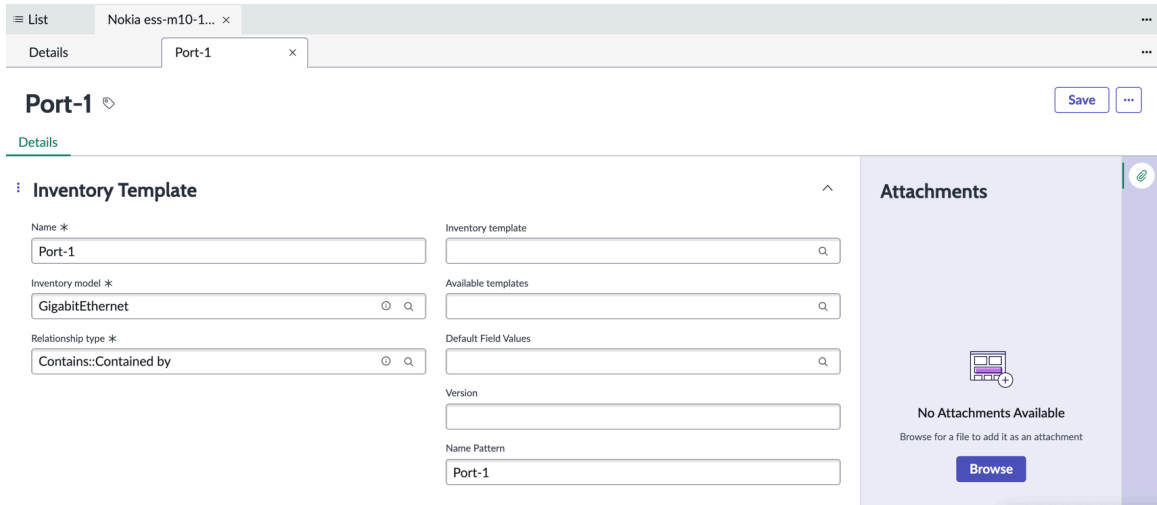 List
Nokia ess-m10-1... ×
Details
Port-1 ×
Port-1
Save
Details
Inventory Template
Name *
Port-1
Inventory model *
GigabitEthernet
Relationship type *
Contains::Contained by
Inventory template
Available templates
Default Field Values
Version
Name Pattern
Port-1
Attachments
No Attachments Available
Browse for a file to add it as an attachment
Browse